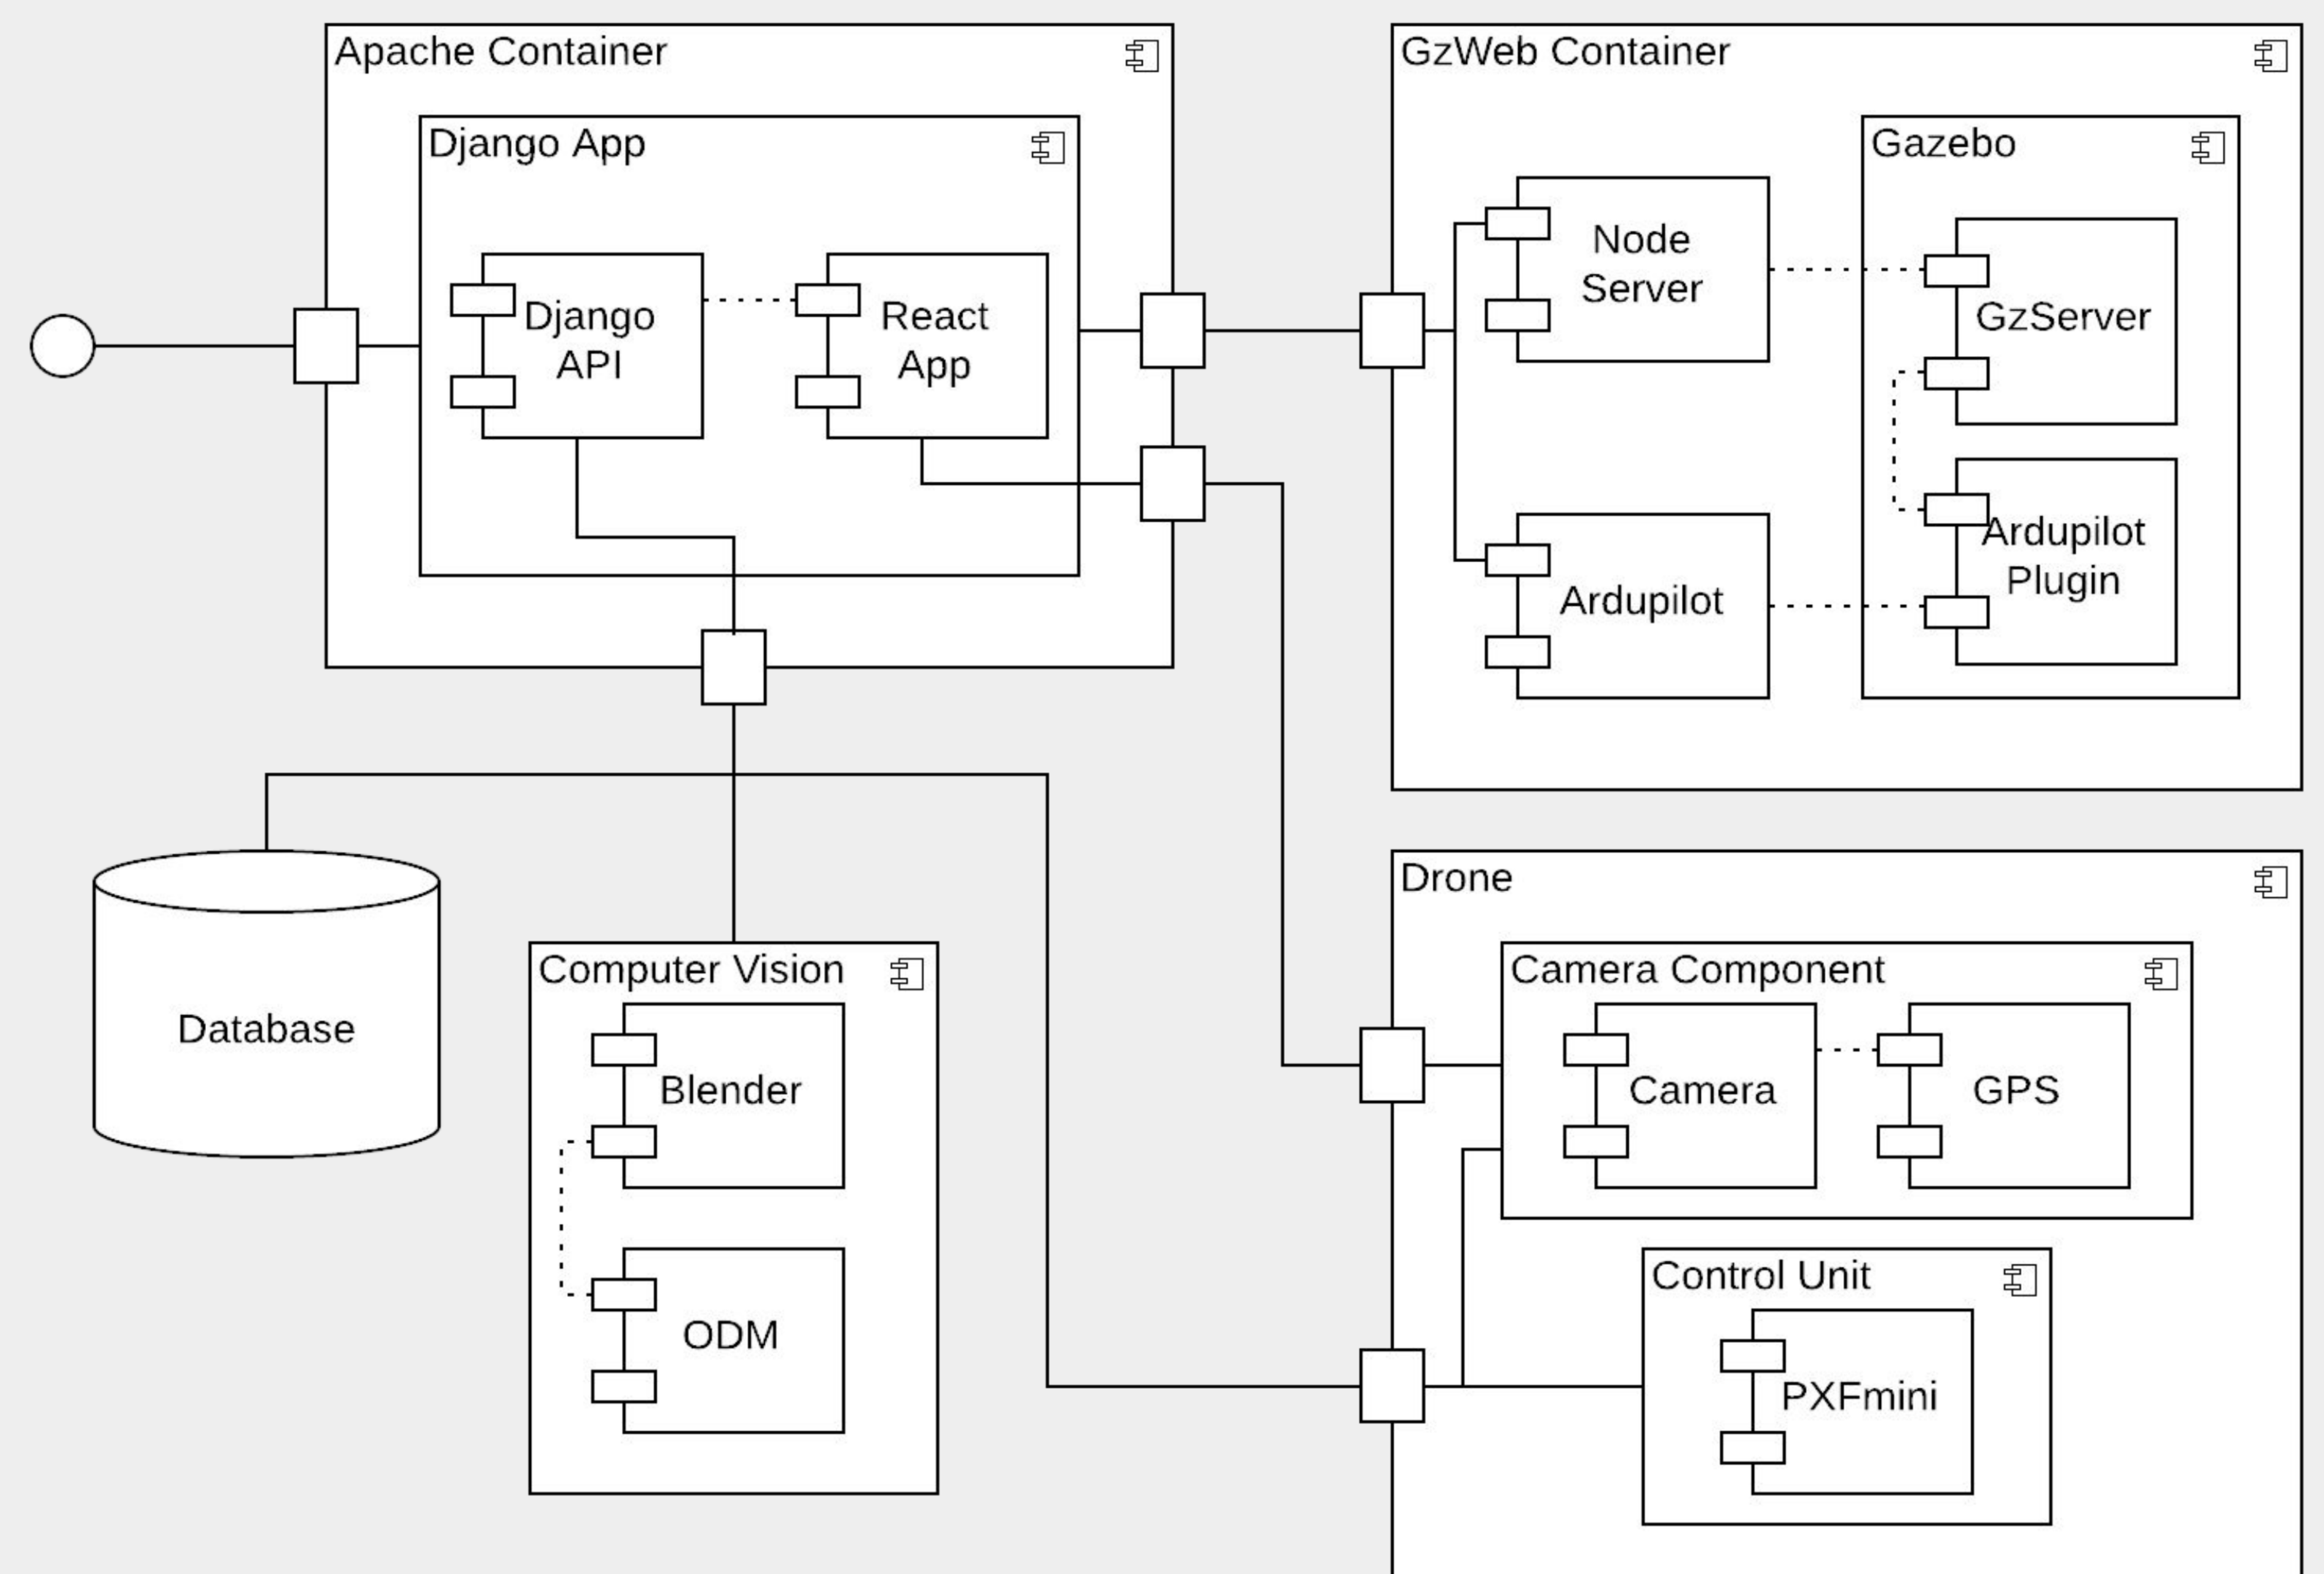 Apache Container
Django App
Django
API
React
App
GzWeb Container
Node
Server
Gazebo
GzServer
Ardupilot
Plugin
Ardupilot
Database
Computer Vision
Blender
ODM
Drone
Camera Component
Camera
GPS
Control Unit
PXFmini